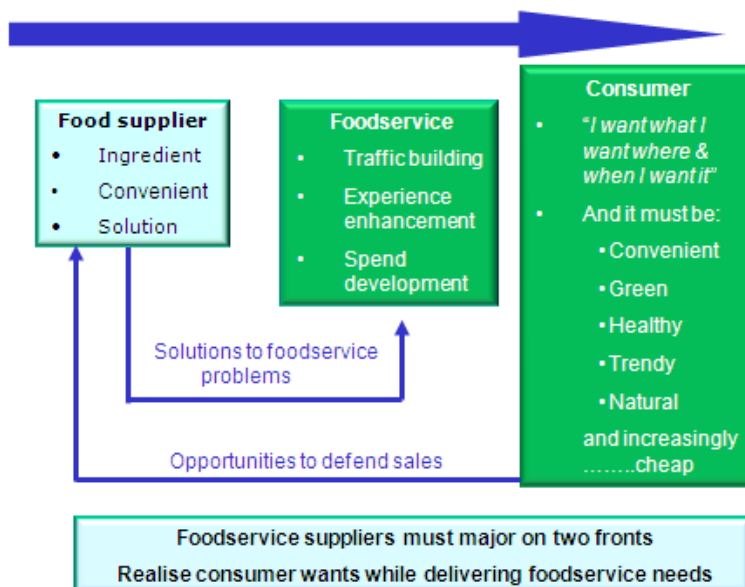 Food supplier
• Ingredient
• Convenient
• Solution
Foodservice
• Traffic building
• Experience
enhancement
• Spend
development
Consumer
• "I want what I
want where &
when I want it"
• And it must be:
• Convenient
• Green
• Healthy
• Trendy
• Natural
and increasingly
........cheap
Solutions to foodservice
problems
Opportunities to defend sales
Foodservice suppliers must major on two fronts
Realise consumer wants while delivering foodservice needs